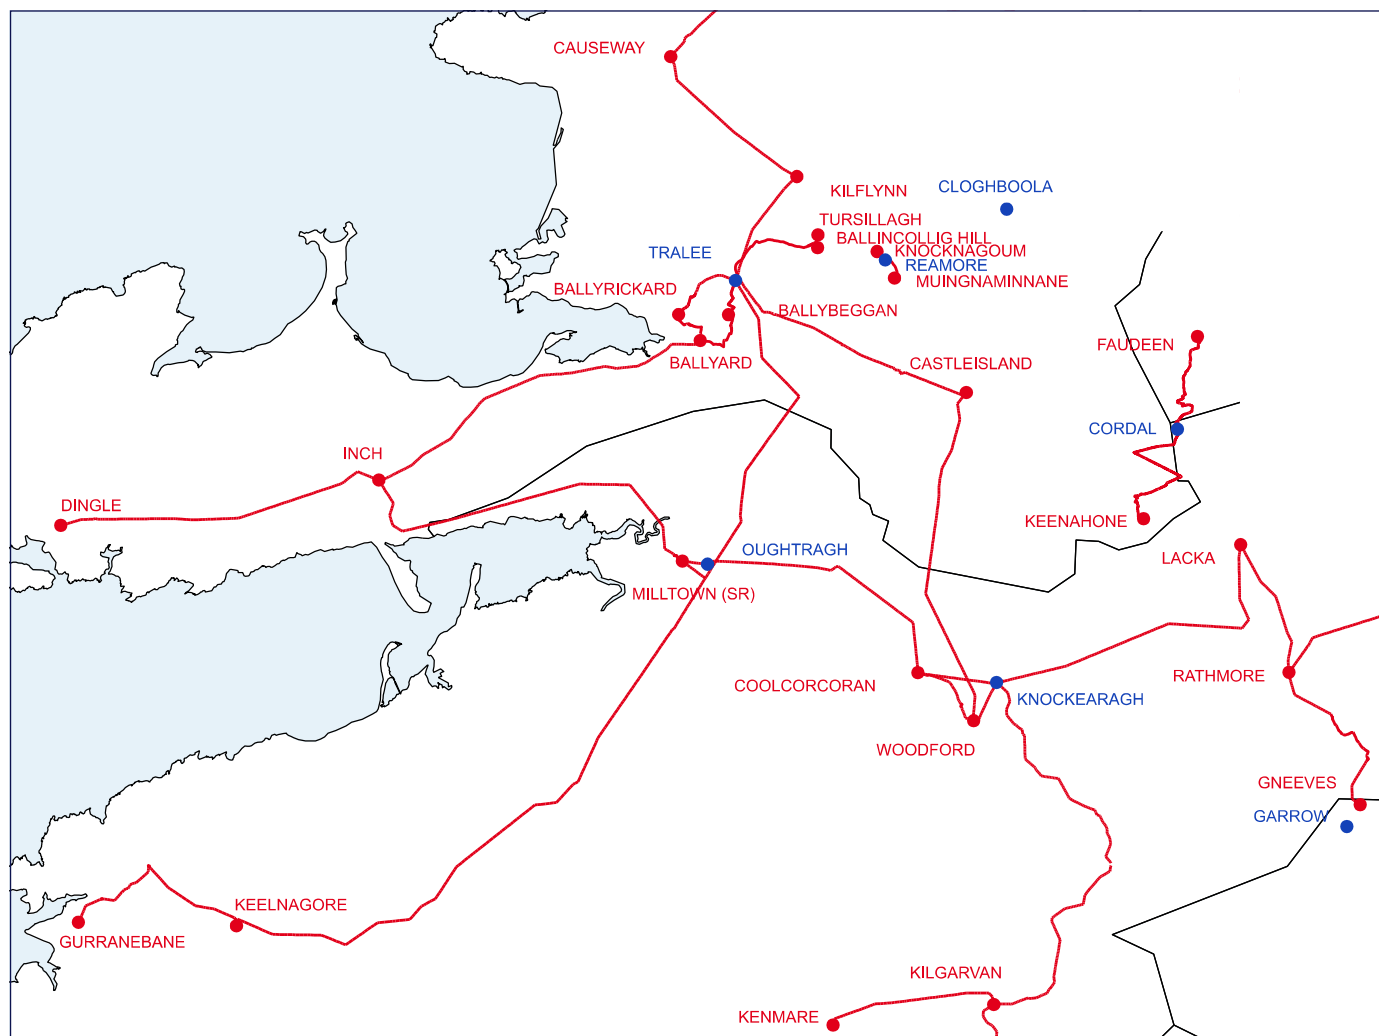 CAUSEWAY
CLOGHBOOLA
KILFLYNN
TURSILLAGH
BALLINCOLLIG HILL
TRALEE
KNOCKNAGOUM
REAMORE
MUINGNAMINNANE
BALLYRICKARD
BALLYBEGGAN
FAUDEEN
BALLYARD
CASTLEISLAND
CORDAL
INCH
DINGLE
KEENAHONE
OUGHTRAGH
LACKA
MILLTOWN (SR)
RATHMORE
COOLCORCORAN
KNOCKEARAGH
WOODFORD
GNEEVES
GARROW
KEELNAGORE
GURRANEBANE
KILGARVAN
KENMARE